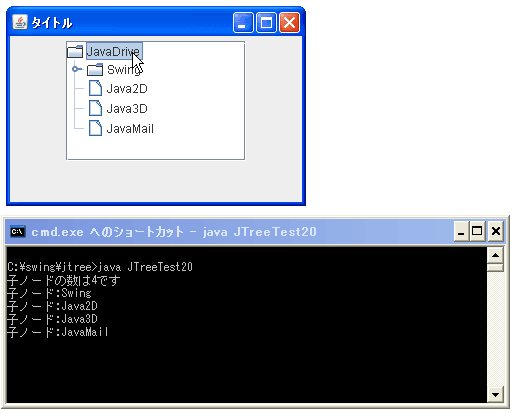 タイトル
JavaDrive
Swing
Java2D
Java3D
JavaMail
cmd.exe へのショートカット - java JTreeTest20
C:¥swing¥jtree>java JTreeTest20
子ノードの数は4です
子ノード:Swing
子ノード:Java2D
子ノード:Java3D
子ノード:JavaMail